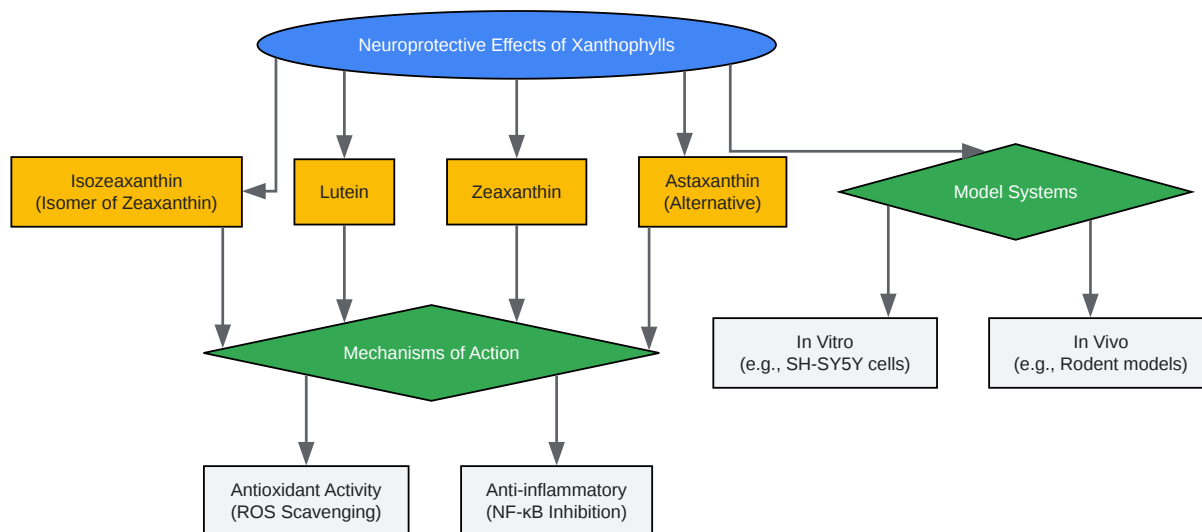 Neuroprotective Effects of Xanthophylls
Isozeaxanthin
(Isomer of Zeaxanthin)
Lutein
Zeaxanthin
Astaxanthin
(Alternative)
Model Systems
Mechanisms of Action
In Vitro
(e.g., SH-SY5Y cells)
In Vivo
(e.g., Rodent models)
Antioxidant Activity
(ROS Scavenging)
Anti-inflammatory
(NF-κB Inhibition)